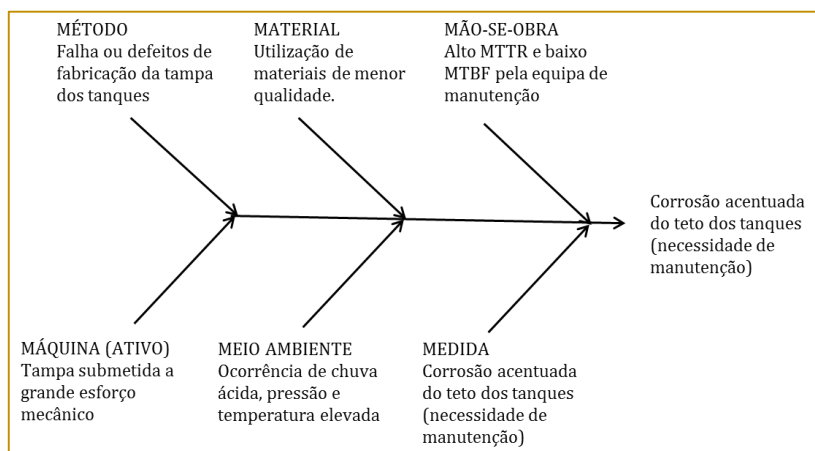 MÉTODO
Falha ou defeitos de
fabricação da tampa
dos tanques
MATERIAL
Utilização de
materiais de menor
qualidade.
MÃO-SE-OBRA
Alto MTTR e baixo
MTBF pela equipa de
manutenção
Corrosão acentuada
do teto dos tanques
(necessidade de
manutenção)
MÁQUINA (ATIVO)
Tampa submetida a
grande esforço
mecânico
MEIO AMBIENTE
Ocorrência de chuva
ácida, pressão e
temperatura elevada
MEDIDA
Corrosão acentuada
do teto dos tanques
(necessidade de
manutenção)